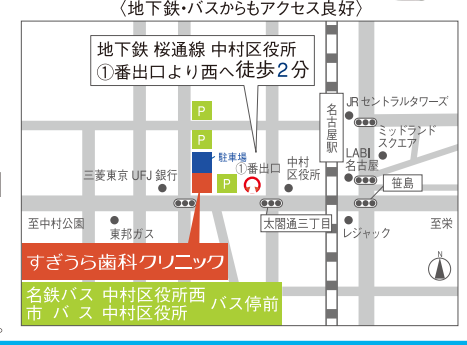 〈地下鉄・バスからもアクセス良好〉
地下鉄 桜通線 中村区役所
①番出口より西へ徒歩2分
P
P
駐車場
P
①番出口
中村
区役所
名古屋駅
JRセントラルタワーズ
ミッドランド
スクエア
LABI
名古屋
笹島
三菱東京 UFJ 銀行
至中村公園
東邦ガス
太閤通三丁目
レジャック
至栄
N
すぎうら歯科クリニック
名鉄バス 中村区役所西
市 バス 中村区役所
バス停前
。